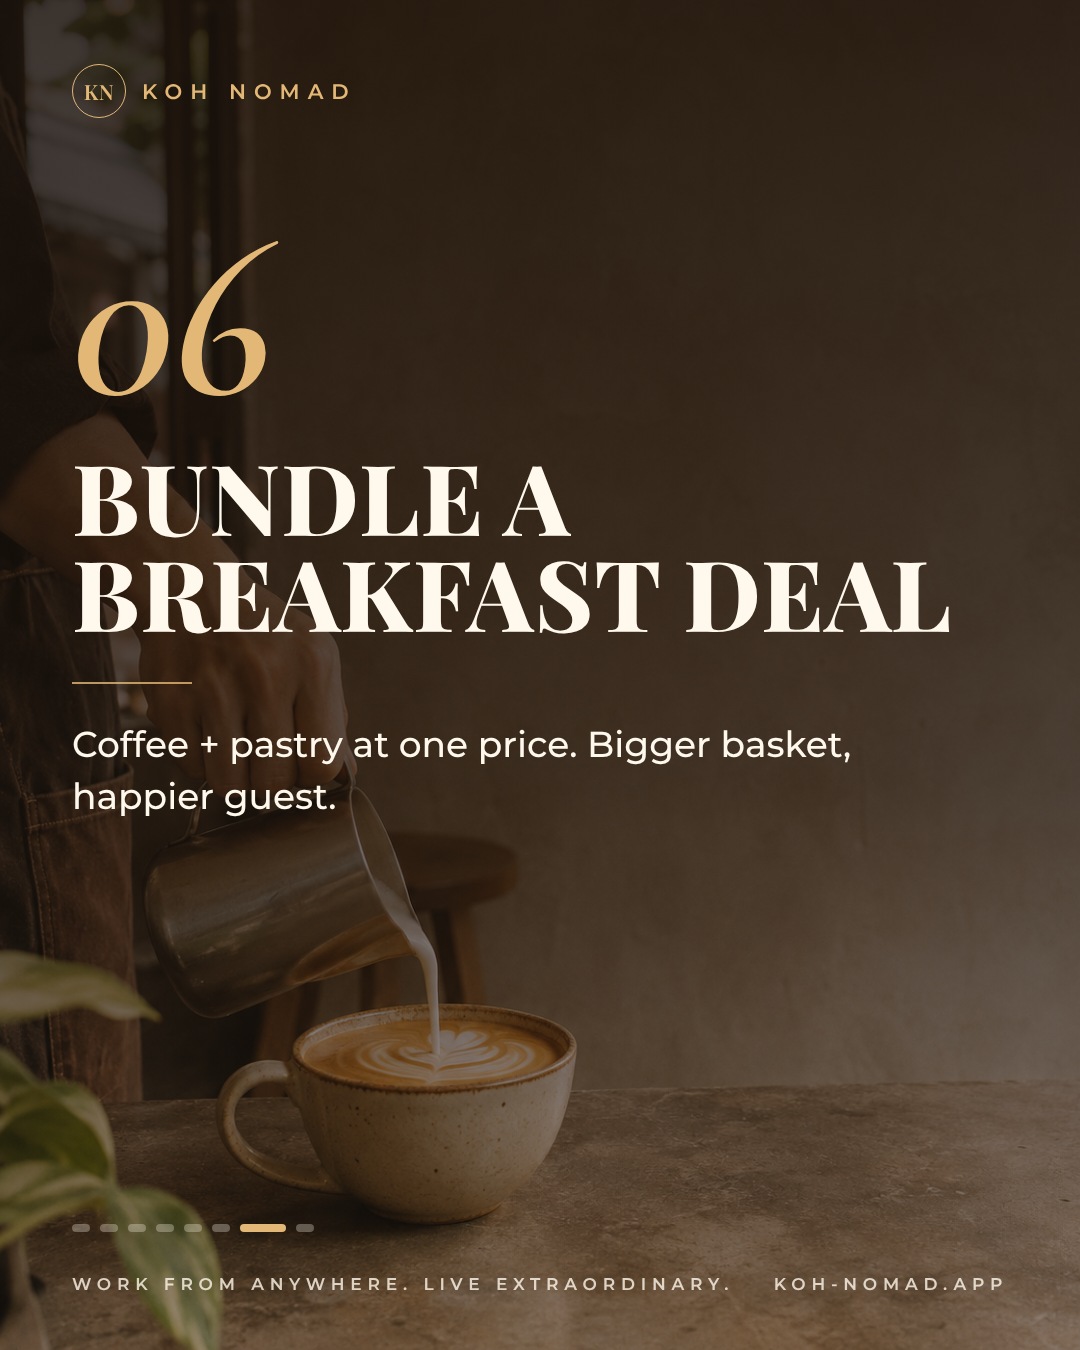 KN KOH NOMAD
06
BUNDLE A
BREAKFAST DEAL
Coffee + pastry at one price. Bigger basket,
happier guest.
WORK FROM ANYWHERE. LIVE EXTRAORDINARY. KOH-NOMAD.APP